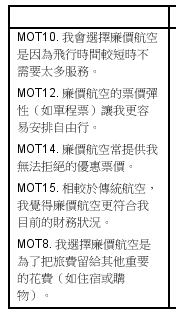 MOT10. 我會選擇廉價航空
是因為飛行時間較短時不
需要太多服務。
MOT12. 廉價航空的票價彈
性（如單程票）讓我更容
易安排自由行。
MOT14. 廉價航空常提供我
無法拒絕的優惠票價。
MOT15. 相較於傳統航空，
我覺得廉價航空更符合我
目前的財務狀況。
MOT8. 我選擇廉價航空是
為了把旅費留給其他重要
的花費（如住宿或購
物）。